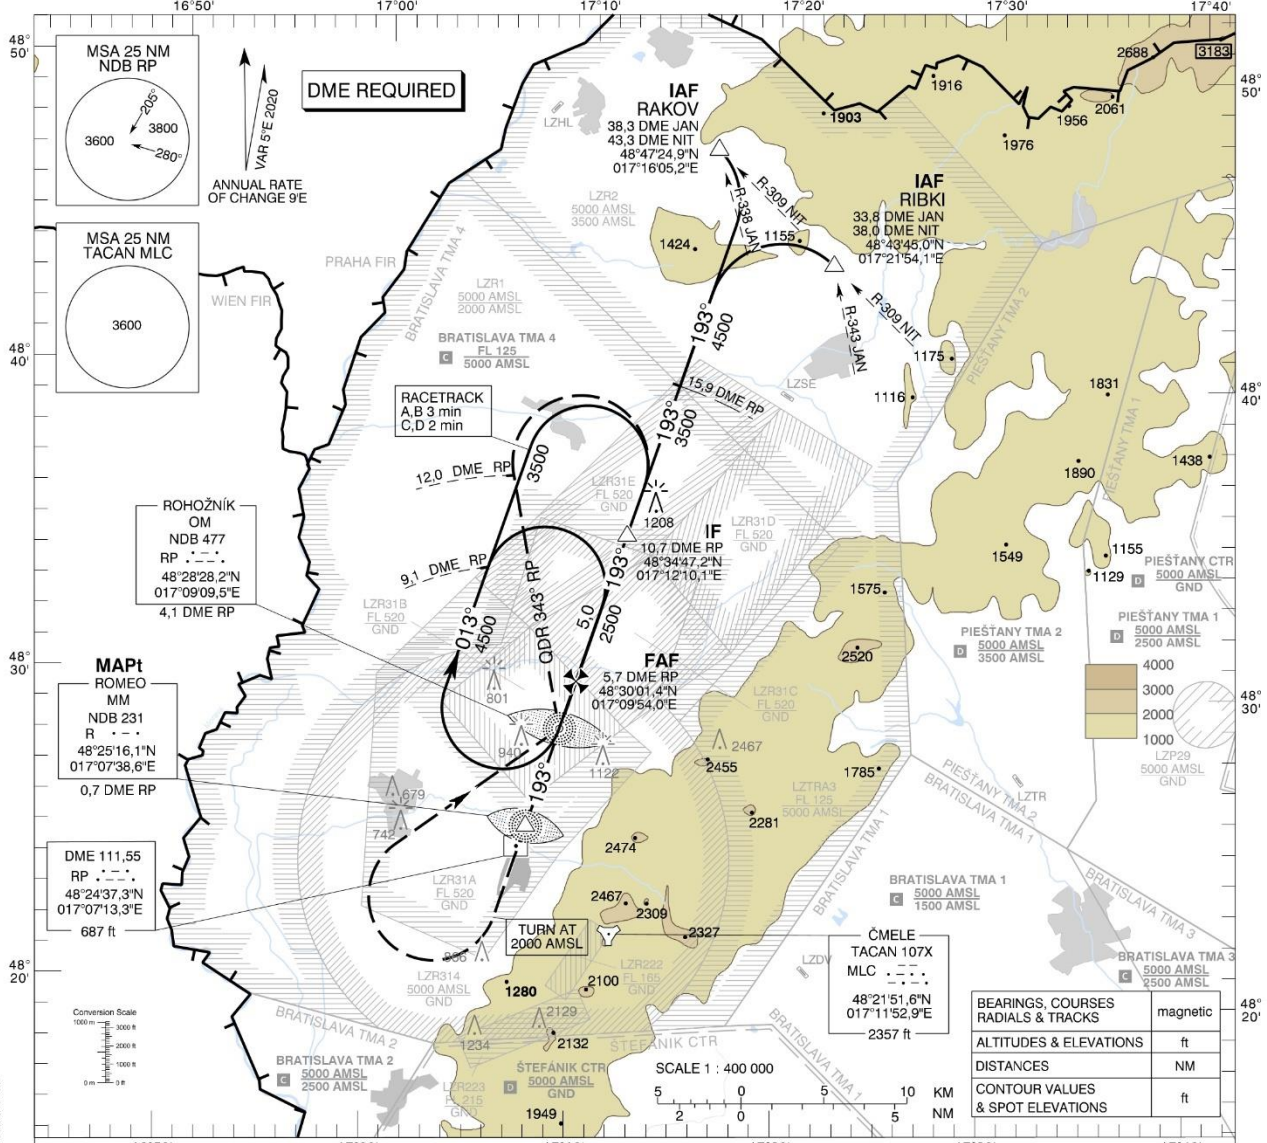 16°50' 17°00' 17°10' 17°20' 17°30' 17°40'
48°
50'
MSA 25 NM
NDB RP
205°
3600
3800
280°
VAR 5°E 2020
ANNUAL RATE
OF CHANGE 9'E
DME REQUIRED
MSA 25 NM
TACAN MLC
3600
LZHL
IAF
RAKOV
38,3 DME JAN
43,3 DME NIT
48°47'24,9"N
017°16'05,2"E
R-309 NIT
R-338 JAN
IAF
RIBKI
33,8 DME JAN
38,0 DME NIT
48°43'45,0"N
017°21'54,1"E
R-309 NIT
R-343 JAN
1903
1916
1976
1956
2061
2688
3183
48°
50'
LZR2
5000 AMSL
3500 AMSL
1424
1155
PRAHA FIR
WIEN FIR
BRATISLAVA TMA 4
LZR1
5000 AMSL
2000 AMSL
BRATISLAVA TMA 4
C FL 125
5000 AMSL
193°
4500
PIEŠŤANY TMA 2
1175
1116
LZSE
1831
PIEŠŤANY TMA 1
1890
1438
40'
40'
RACETRACK
A,B 3 min
C,D 2 min
15,9 DME RP
193°
3500
3500
12,0 DME RP
LZR31E
FL 520
GND
1208
LZR31D
FL 520
GND
IF
10,7 DME RP
48°34'47,2"N
017°12'10,1"E
193°
9,1 DME RP
ROHOŽNÍK
OM
NDB 477
RP
48°28'28,2"N
017°09'09,5"E
4,1 DME RP
LZR31B
FL 520
GND
013°
4500
QDR 343° RP
5,0
2500
801
FAF
5,7 DME RP
48°30'01,4"N
017°09'54,0"E
1549
1155
1129
PIEŠŤANY CTR
D 5000 AMSL
GND
1575
2520
PIEŠŤANY TMA 2
D 5000 AMSL
3500 AMSL
PIEŠŤANY TMA 1
D 5000 AMSL
2500 AMSL
4000
3000
2000
1000
LZP29
5000 AMSL
GND
30'
48°
30'
MAPt
ROMEO
MM
NDB 231
R
48°25'16,1"N
017°07'38,6"E
0,7 DME RP
940
1122
193°
679
742
LZR31C
FL 520
GND
2467
2455
1785
LZTRA3
FL 125
5000 AMSL
2281
2474
LZTR
PIEŠŤANY TMA 2
BRATISLAVA TMA 1
BRATISLAVA TMA 1
DME 111,55
RP
48°24'37,3"N
017°07'13,3"E
687 ft
LZR31A
FL 520
GND
2467
2309
2327
BRATISLAVA TMA 1
C 5000 AMSL
1500 AMSL
BRATISLAVA TMA 3
TURN AT
2000 AMSL
LZDV
ČMELE
TACAN 107X
MLC
48°21'51,6"N
017°11'52,9"E
2357 ft
BRATISLAVA TMA 3
C 5000 AMSL
2500 AMSL
LZR314
5000 AMSL
GND
1280
2100
LZR222
FL 165
GND
48°
20'
48°
20'
2129
2132
1234
BRATISLAVA TMA 2
BRATISLAVA TMA 2
C 5000 AMSL
2500 AMSL
ŠTEFÁNIK CTR
BRATISLAVA TMA 1
ŠTEFÁNIK CTR
D 5000 AMSL
GND
LZR223
FL 215
GND
1949
Conversion Scale
1000 m
3000 ft
2000 ft
1000 ft
0 m 0 ft
SCALE 1 : 400 000
5 0 5 10 KM
2 0 5 NM
BEARINGS, COURSES
RADIALS & TRACKS magnetic
ALTITUDES & ELEVATIONS ft
DISTANCES NM
CONTOUR VALUES
& SPOT ELEVATIONS ft